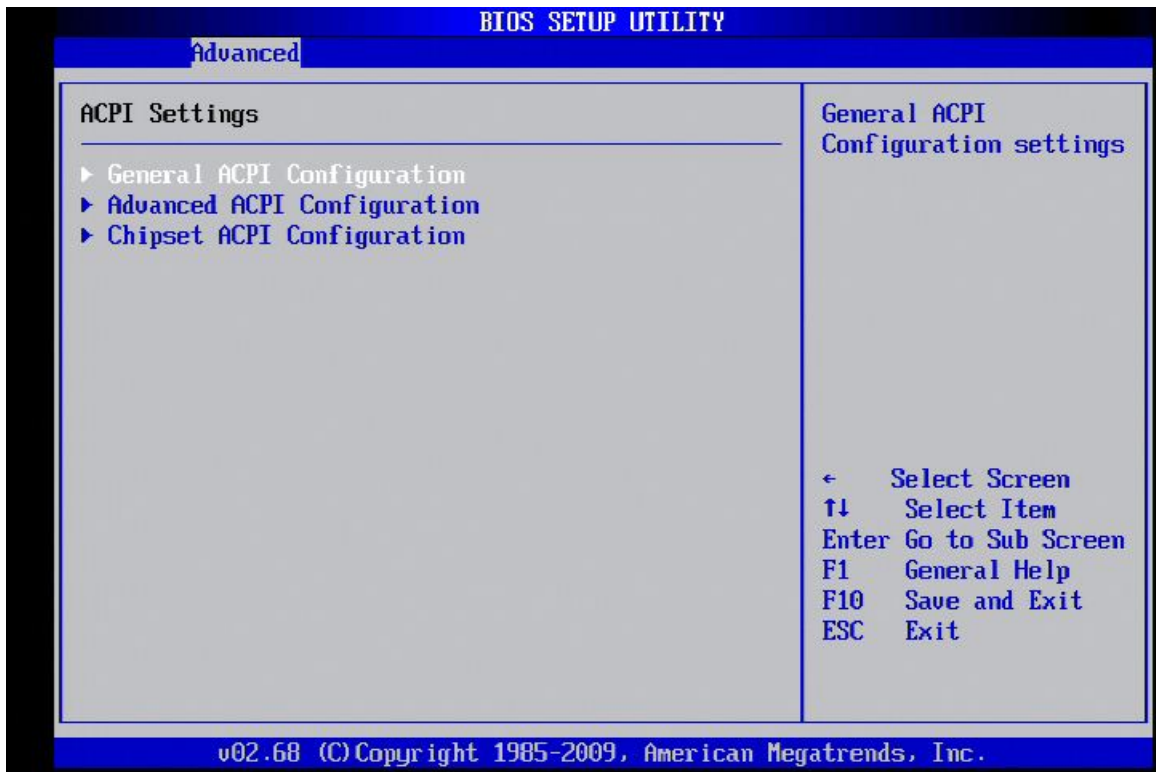 BIOS SETUP UTILITY
Advanced
ACPI Settings
▶ General ACPI Configuration
▶ Advanced ACPI Configuration
▶ Chipset ACPI Configuration
General ACPI
Configuration settings
← Select Screen
↑↓ Select Item
Enter Go to Sub Screen
F1 General Help
F10 Save and Exit
ESC Exit
v02.68 (C)Copyright 1985-2009, American Megatrends, Inc.